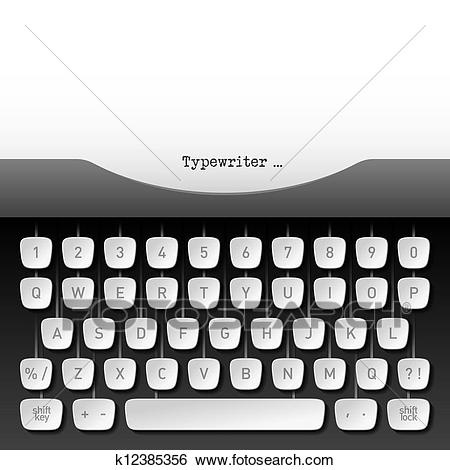 Typewriter ...
1 2 3 4 5 6 7 8 9 0
Q W E R T Y U I O P
A S D F G H J K L
%/ Z X C V B N M Q ?!
shift key + - , . shift lock
k12385356 www.fotosearch.com